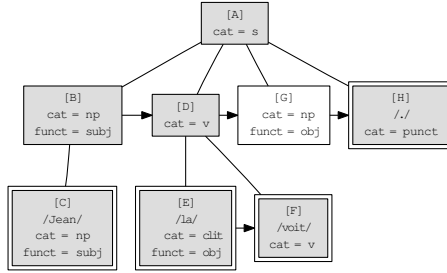 [A]
cat = s
[B]
cat = np
funct = subj
[D]
cat = v
[G]
cat = np
funct = obj
[H]
/./
cat = punct
[C]
/Jean/
cat = np
funct = subj
[E]
/la/
cat = clit
funct = obj
[F]
/voit/
cat = v